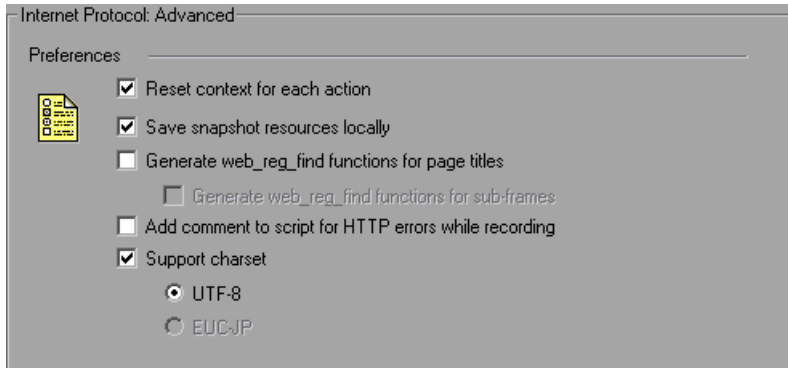 Internet Protocol: Advanced
Preferences
Reset context for each action
Save snapshot resources locally
Generate web_reg_find functions for page titles
Generate web_reg_find functions for sub-frames
Add comment to script for HTTP errors while recording
Support charset
UTF-8
EUC-JP